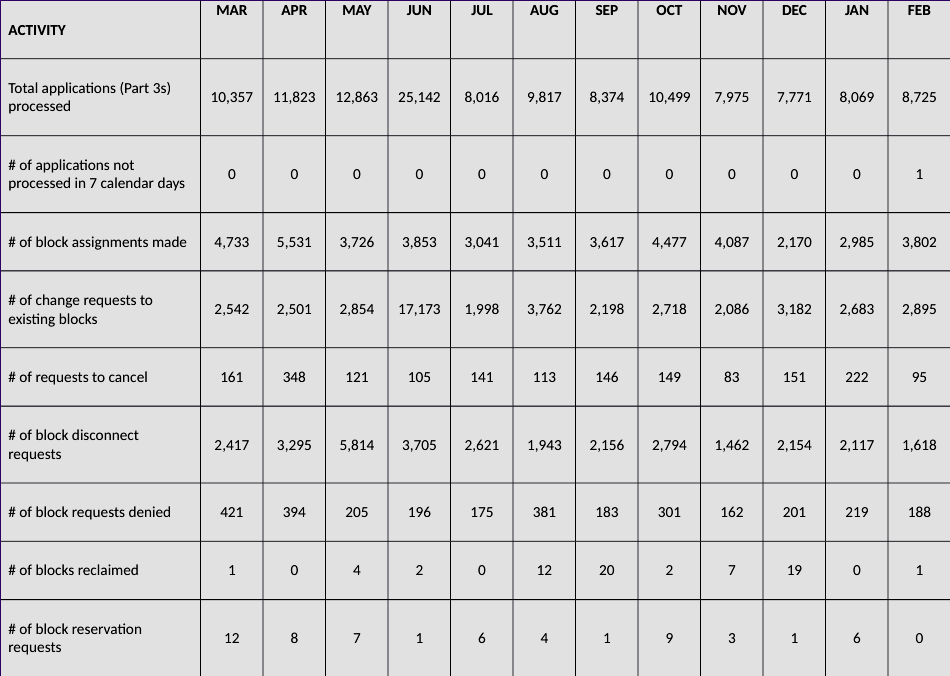 MAR APR MAY JUN JUL AUG SEP OCT NOV DEC JAN FEB
ACTIVITY
Total applications (Part 3s)
processed
10,357 11,823 12,863 25,142 8,016 9,817 8,374 10,499 7,975 7,771 8,069 8,725
# of applications not
processed in 7 calendar days
0 0 0 0 0 0 0 0 0 0 0 1
# of block assignments made 4,733 5,531 3,726 3,853 3,041 3,511 3,617 4,477 4,087 2,170 2,985 3,802
# of change requests to
existing blocks
2,542 2,501 2,854 17,173 1,998 3,762 2,198 2,718 2,086 3,182 2,683 2,895
# of requests to cancel 161 348 121 105 141 113 146 149 83 151 222 95
# of block disconnect
requests
2,417 3,295 5,814 3,705 2,621 1,943 2,156 2,794 1,462 2,154 2,117 1,618
# of block requests denied 421 394 205 196 175 381 183 301 162 201 219 188
# of blocks reclaimed 1 0 4 2 0 12 20 2 7 19 0 1
# of block reservation
requests
12 8 7 1 6 4 1 9 3 1 6 0